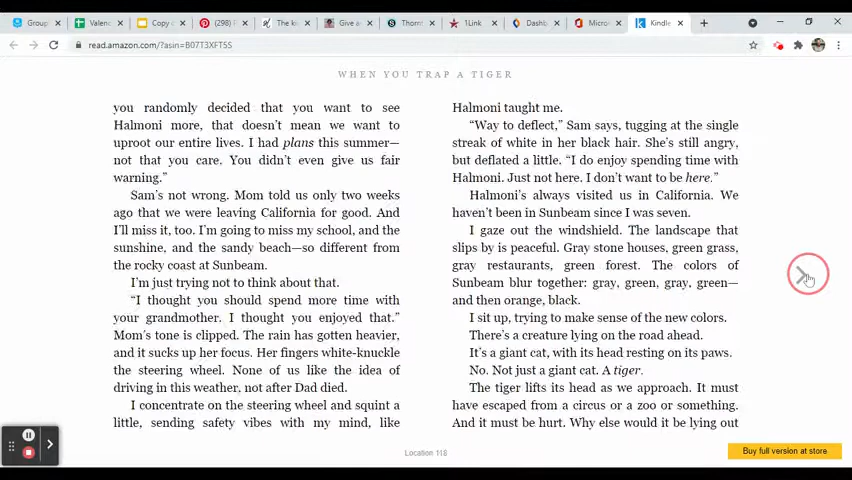 Group
Valenc
Copy o
(298) P
The ki
Give a
Thornt
1Link
Dashb
Micro
Kindle
read.amazon.com/?asin=B07T3XFT5S
WHEN YOU TRAP A TIGER
you randomly decided that you want to see
Halmoni more, that doesn't mean we want to
uproot our entire lives. I had plans this summer—
not that you care. You didn't even give us fair
warning."
Sam's not wrong. Mom told us only two weeks
ago that we were leaving California for good. And
I'll miss it, too. I'm going to miss my school, and the
sunshine, and the sandy beach—so different from
the rocky coast at Sunbeam.
I'm just trying not to think about that.
"I thought you should spend more time with
your grandmother. I thought you enjoyed that."
Mom's tone is clipped. The rain has gotten heavier,
and it sucks up her focus. Her fingers white-knuckle
the steering wheel. None of us like the idea of
driving in this weather, not after Dad died.
I concentrate on the steering wheel and squint a
little, sending safety vibes with my mind, like
Halmoni taught me.
"Way to deflect," Sam says, tugging at the single
streak of white in her black hair. She's still angry,
but deflated a little. "I do enjoy spending time with
Halmoni. Just not here. I don't want to be here."
Halmoni's always visited us in California. We
haven't been in Sunbeam since I was seven.
I gaze out the windshield. The landscape that
slips by is peaceful. Gray stone houses, green grass,
gray restaurants, green forest. The colors of
Sunbeam blur together: gray, green, gray, green—
and then orange, black.
I sit up, trying to make sense of the new colors.
There's a creature lying on the road ahead.
It's a giant cat, with its head resting on its paws.
No. Not just a giant cat. A tiger.
The tiger lifts its head as we approach. It must
have escaped from a circus or a zoo or something.
And it must be hurt. Why else would it be lying out
Location 118
Buy full version at store